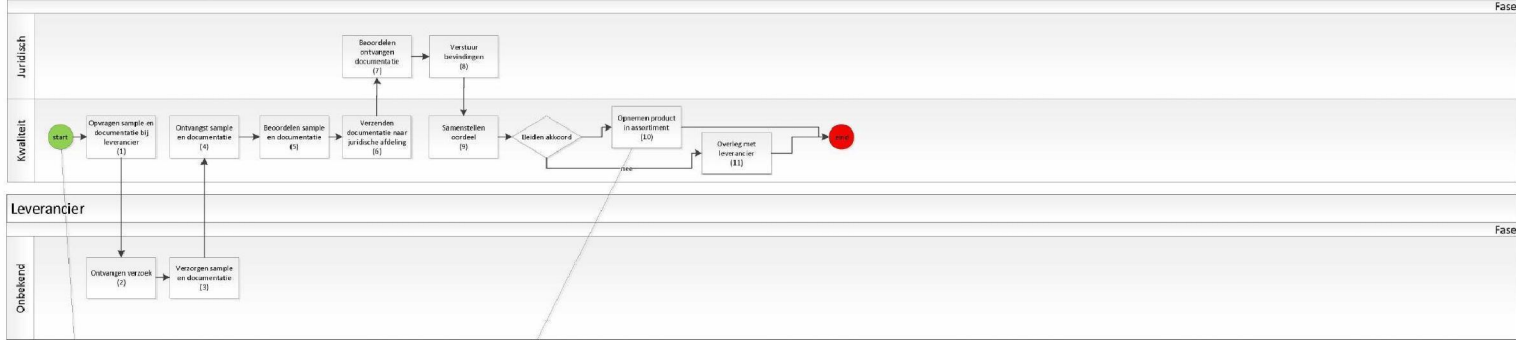 Fase
Juridisch
Beoordelen
ontvangen
documentatie
(7)
Verstuur
bevindingen
(8)
Kwaliteit
start
Opvragen sample en
documentatie bij
leverancier
(1)
Ontvangst sample
en documentatie
(4)
Beoordelen sample
en documentatie
(5)
Verzenden
documentatie naar
juridische afdeling
(6)
Samenstellen
oordeel
(9)
Beiden akkoord
Opnemen product
in assortiment
(10)
nee
Overleg met
leverancier
(11)
Leverancier
Fase
Onbekend
Ontvangen verzoek
(2)
Verzorgen sample
en documentatie
(3)